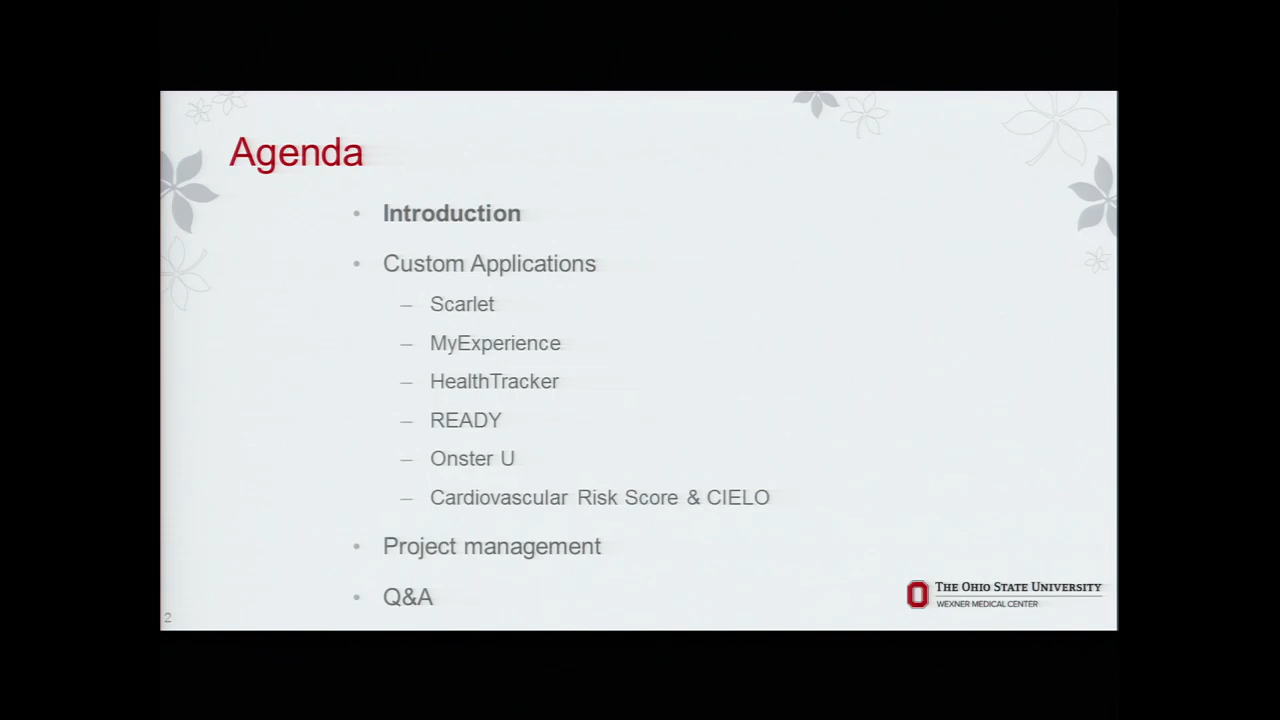 Agenda
• Introduction
• Custom Applications
– Scarlet
– MyExperience
– HealthTracker
– READY
– Onster U
– Cardiovascular Risk Score & CIELO
• Project management
• Q&A
THE OHIO STATE UNIVERSITY
WEXNER MEDICAL CENTER
2